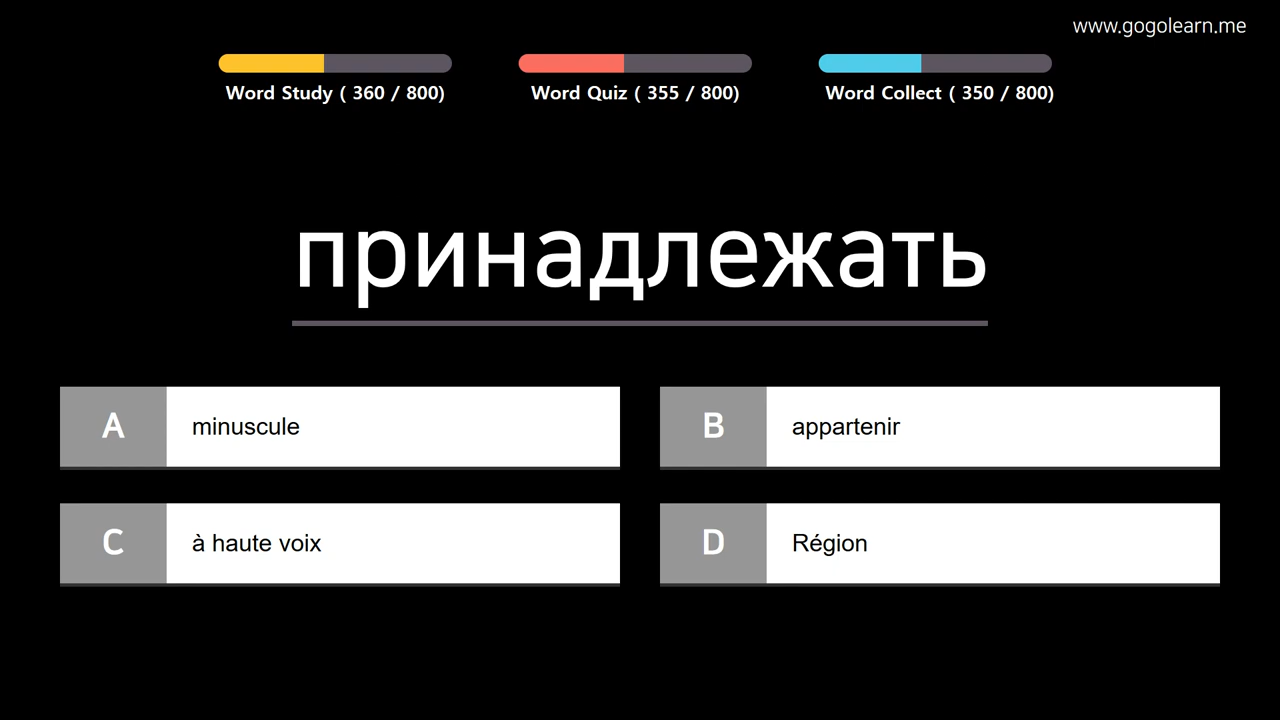 www.gogolearn.me
Word Study ( 360 / 800)
Word Quiz ( 355 / 800)
Word Collect ( 350 / 800)
принадлежать
A
minuscule
B
appartenir
C
à haute voix
D
Région